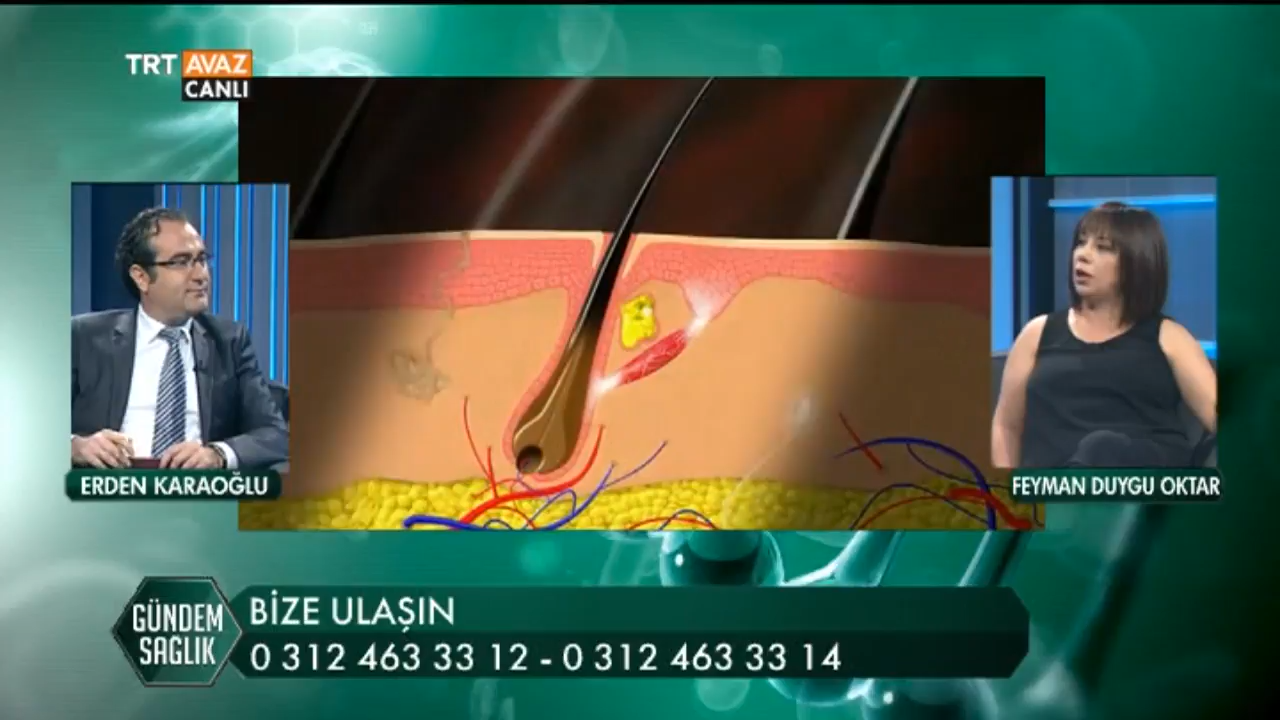 TRT AVAZ
CANLI
ERDEN KARAOĞLU
FEYMAN DUYGU OKTAR
GÜNDEM
SAĞLIK
BİZE ULAŞIN
0 312 463 33 12 - 0 312 463 33 14